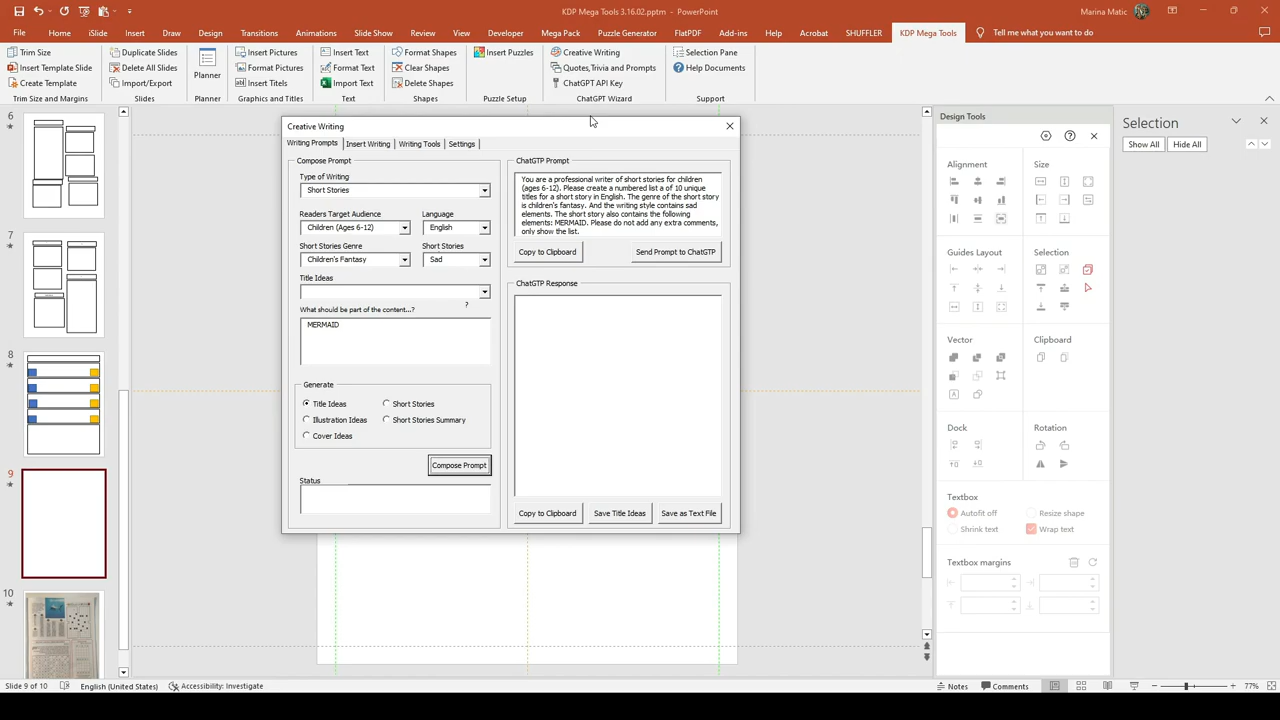 KDP Mega Tools 3.16.02.pptm - PowerPoint
Marina Matic
File Home iSlide Insert Draw Design Transitions Animations Slide Show Review View Developer Mega Pack Puzzle Generator FlatPDF Add-ins Help Acrobat SHUFFLER KDP Mega Tools Tell me what you want to do
Trim Size
Insert Template Slide
Create Template
Trim Size and Margins
Duplicate Slides
Delete All Slides
Import/Export
Slides
Planner
Planner
Insert Pictures
Format Pictures
Insert Titels
Graphics and Titles
Insert Text
Format Text
Import Text
Text
Format Shapes
Clear Shapes
Delete Shapes
Shapes
Insert Puzzles
Puzzle Setup
Creative Writing
Quotes,Trivia and Prompts
ChatGPT API Key
ChatGPT Wizard
Selection Pane
Help Documents
Support
6
7
8
9
10
Creative Writing
Writing Prompts Insert Writing Writing Tools Settings
Compose Prompt
Type of Writing
Short Stories
Readers Target Audience Language
Children (Ages 6-12) English
Short Stories Genre Short Stories
Children's Fantasy Sad
Title Ideas
What should be part of the content...? ?
MERMAID
Generate
Title Ideas Short Stories
Illustration Ideas Short Stories Summary
Cover Ideas
Compose Prompt
Status
ChatGTP Prompt
You are a professional writer of short stories for children
(ages 6-12). Please create a numbered list a of 10 unique
titles for a short story in English. The genre of the short story
is children's fantasy. And the writing style contains sad
elements. The short story also contains the following
elements: MERMAID. Please do not add any extra comments,
only show the list.
Copy to Clipboard Send Prompt to ChatGTP
ChatGTP Response
Copy to Clipboard Save Title Ideas Save as Text File
Design Tools
Alignment Size
Guides Layout Selection
Vector Clipboard
Dock Rotation
Textbox
Autofit off Resize shape
Shrink text Wrap text
Textbox margins
Selection
Show All Hide All
Slide 9 of 10 English (United States) Accessibility: Investigate
Notes Comments 77%